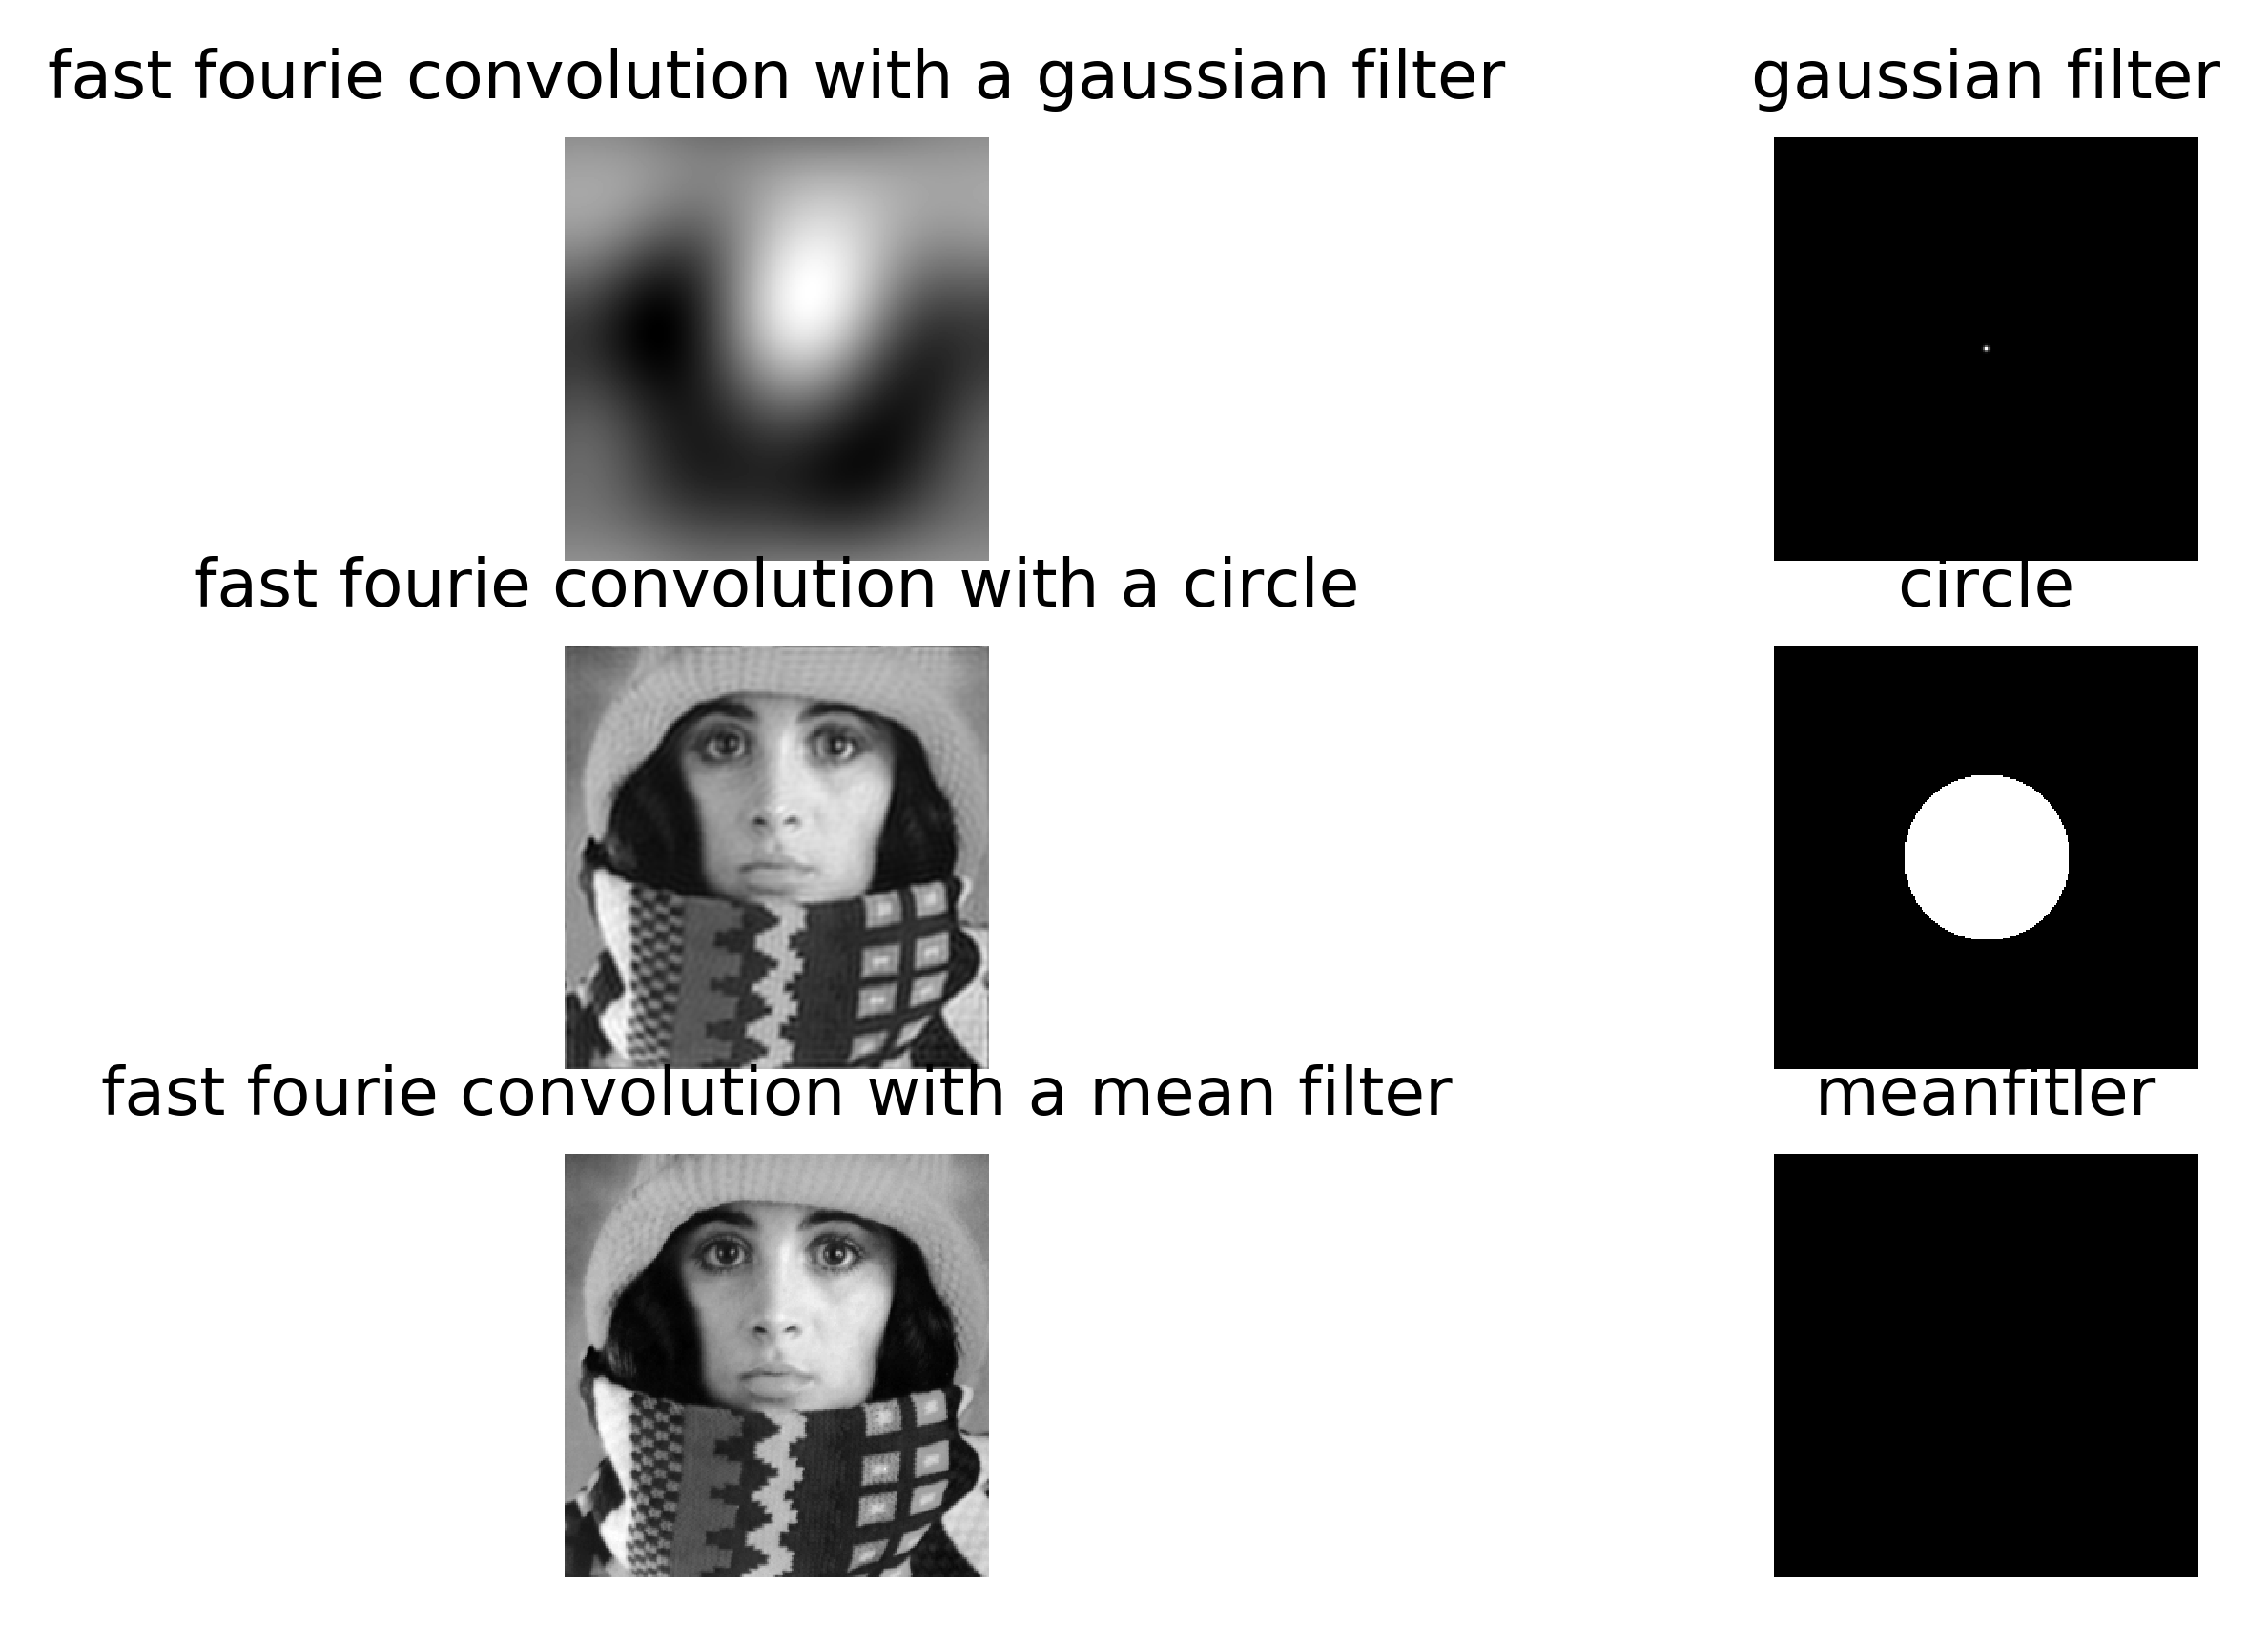 fast fourie convolution with a gaussian filter
gaussian filter
fast fourie convolution with a circle
circle
fast fourie convolution with a mean filter
meanfitler